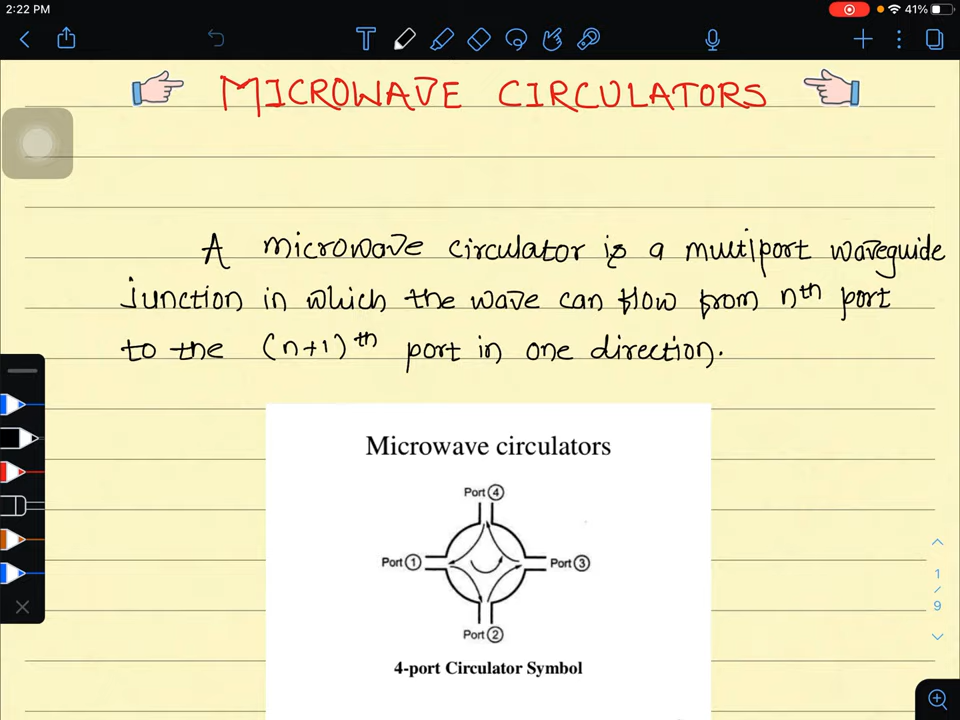 2:22 PM
41%
MICROWAVE CIRCULATORS
A microwave circulator is a multiport waveguide
junction in which the wave can flow from nth port
to the (n+1)th port in one direction.
Microwave circulators
Port 4
Port 1
Port 3
Port 2
4-port Circulator Symbol
1
/
9